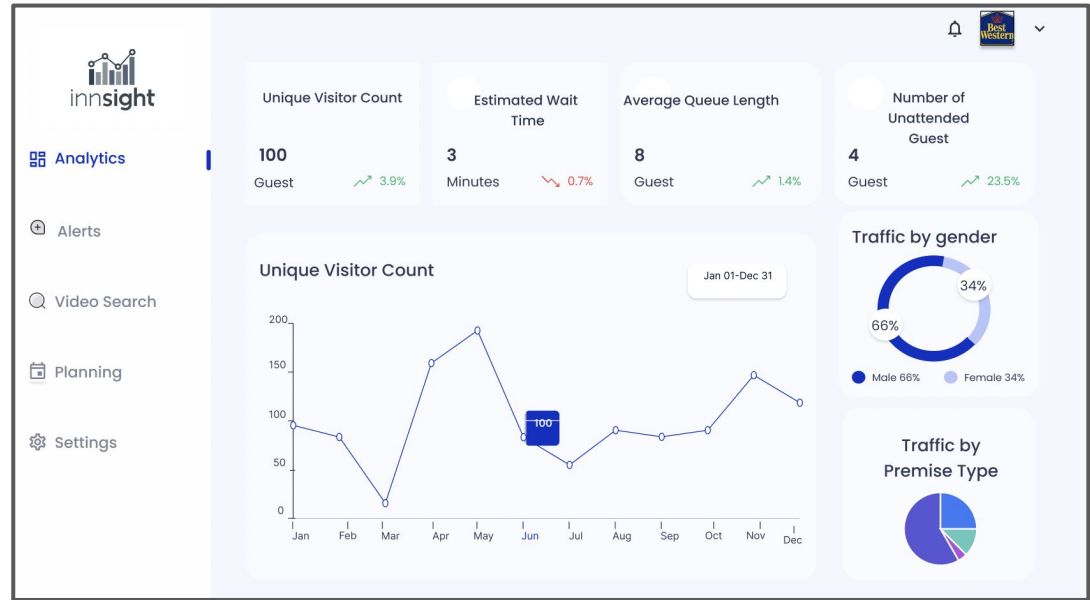 Best
Western
innsight
Analytics
Alerts
Video Search
Planning
Settings
Unique Visitor Count
100
Guest
3.9%
Estimated Wait
Time
3
Minutes
0.7%
Average Queue Length
8
Guest
1.4%
Number of
Unattended
Guest
4
Guest
23.5%
Unique Visitor Count
Jan 01-Dec 31
200
150
100
50
0
100
Jan
Feb
Mar
Apr
May
Jun
Jul
Aug
Sep
Oct
Nov
Dec
Traffic by gender
34%
66%
Male 66%
Female 34%
Traffic by
Premise Type